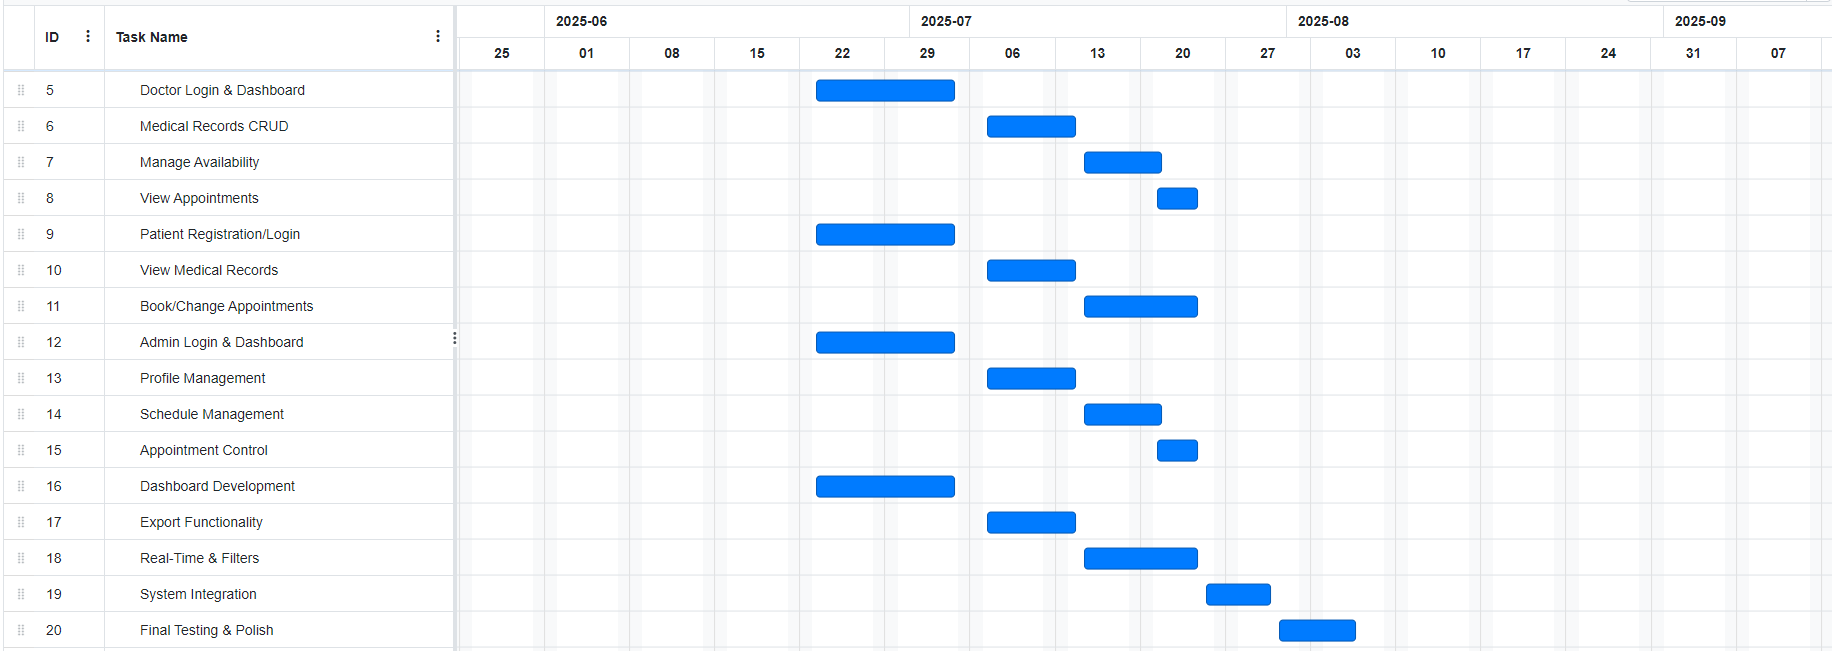 2025-06 2025-07 2025-08 2025-09
ID Task Name
25 01 08 15 22 29 06 13 20 27 03 10 17 24 31 07
5 Doctor Login & Dashboard
6 Medical Records CRUD
7 Manage Availability
8 View Appointments
9 Patient Registration/Login
10 View Medical Records
11 Book/Change Appointments
12 Admin Login & Dashboard
13 Profile Management
14 Schedule Management
15 Appointment Control
16 Dashboard Development
17 Export Functionality
18 Real-Time & Filters
19 System Integration
20 Final Testing & Polish